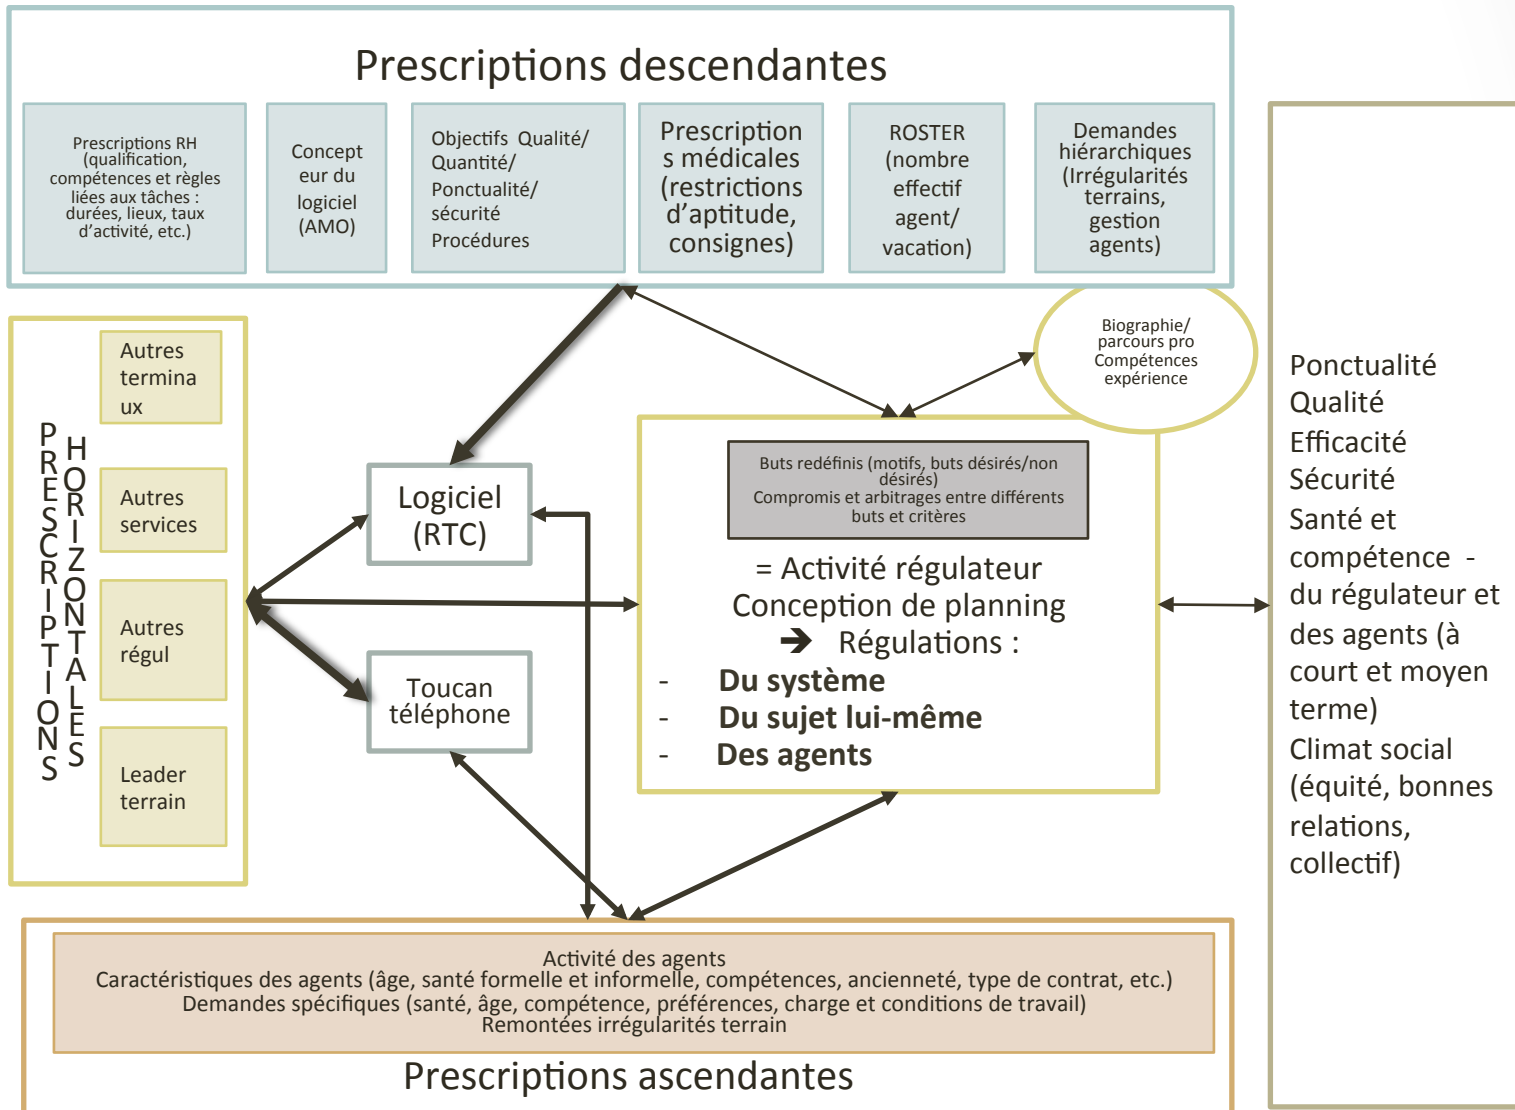 Prescriptions descendantes
Prescriptions RH
(qualification,
compétences et règles
liées aux tâches :
durées, lieux, taux
d’activité, etc.)
Concept
eur du
logiciel
(AMO)
Objectifs Qualité/
Quantité/
Ponctualité/
sécurité
Procédures
Prescription
s médicales
(restrictions
d’aptitude,
consignes)
ROSTER
(nombre
effectif
agent/
vacation)
Demandes
hiérarchiques
(Irrégularités
terrains,
gestion
agents)
Biographie/
parcours pro
Compétences
expérience
PRESCRIPTIONS
HORIZONTALES
Autres
termina
ux
Autres
services
Autres
régul
Leader
terrain
Logiciel
(RTC)
Toucan
téléphone
Buts redéfinis (motifs, buts désirés/non
désirés)
Compromis et arbitrages entre différents
buts et critères
= Activité régulateur
Conception de planning
➔ Régulations :
- Du système
- Du sujet lui-même
- Des agents
Ponctualité
Qualité
Efficacité
Sécurité
Santé et
compétence -
du régulateur et
des agents (à
court et moyen
terme)
Climat social
(équité, bonnes
relations,
collectif)
Activité des agents
Caractéristiques des agents (âge, santé formelle et informelle, compétences, ancienneté, type de contrat, etc.)
Demandes spécifiques (santé, âge, compétence, préférences, charge et conditions de travail)
Remontées irrégularités terrain
Prescriptions ascendantes